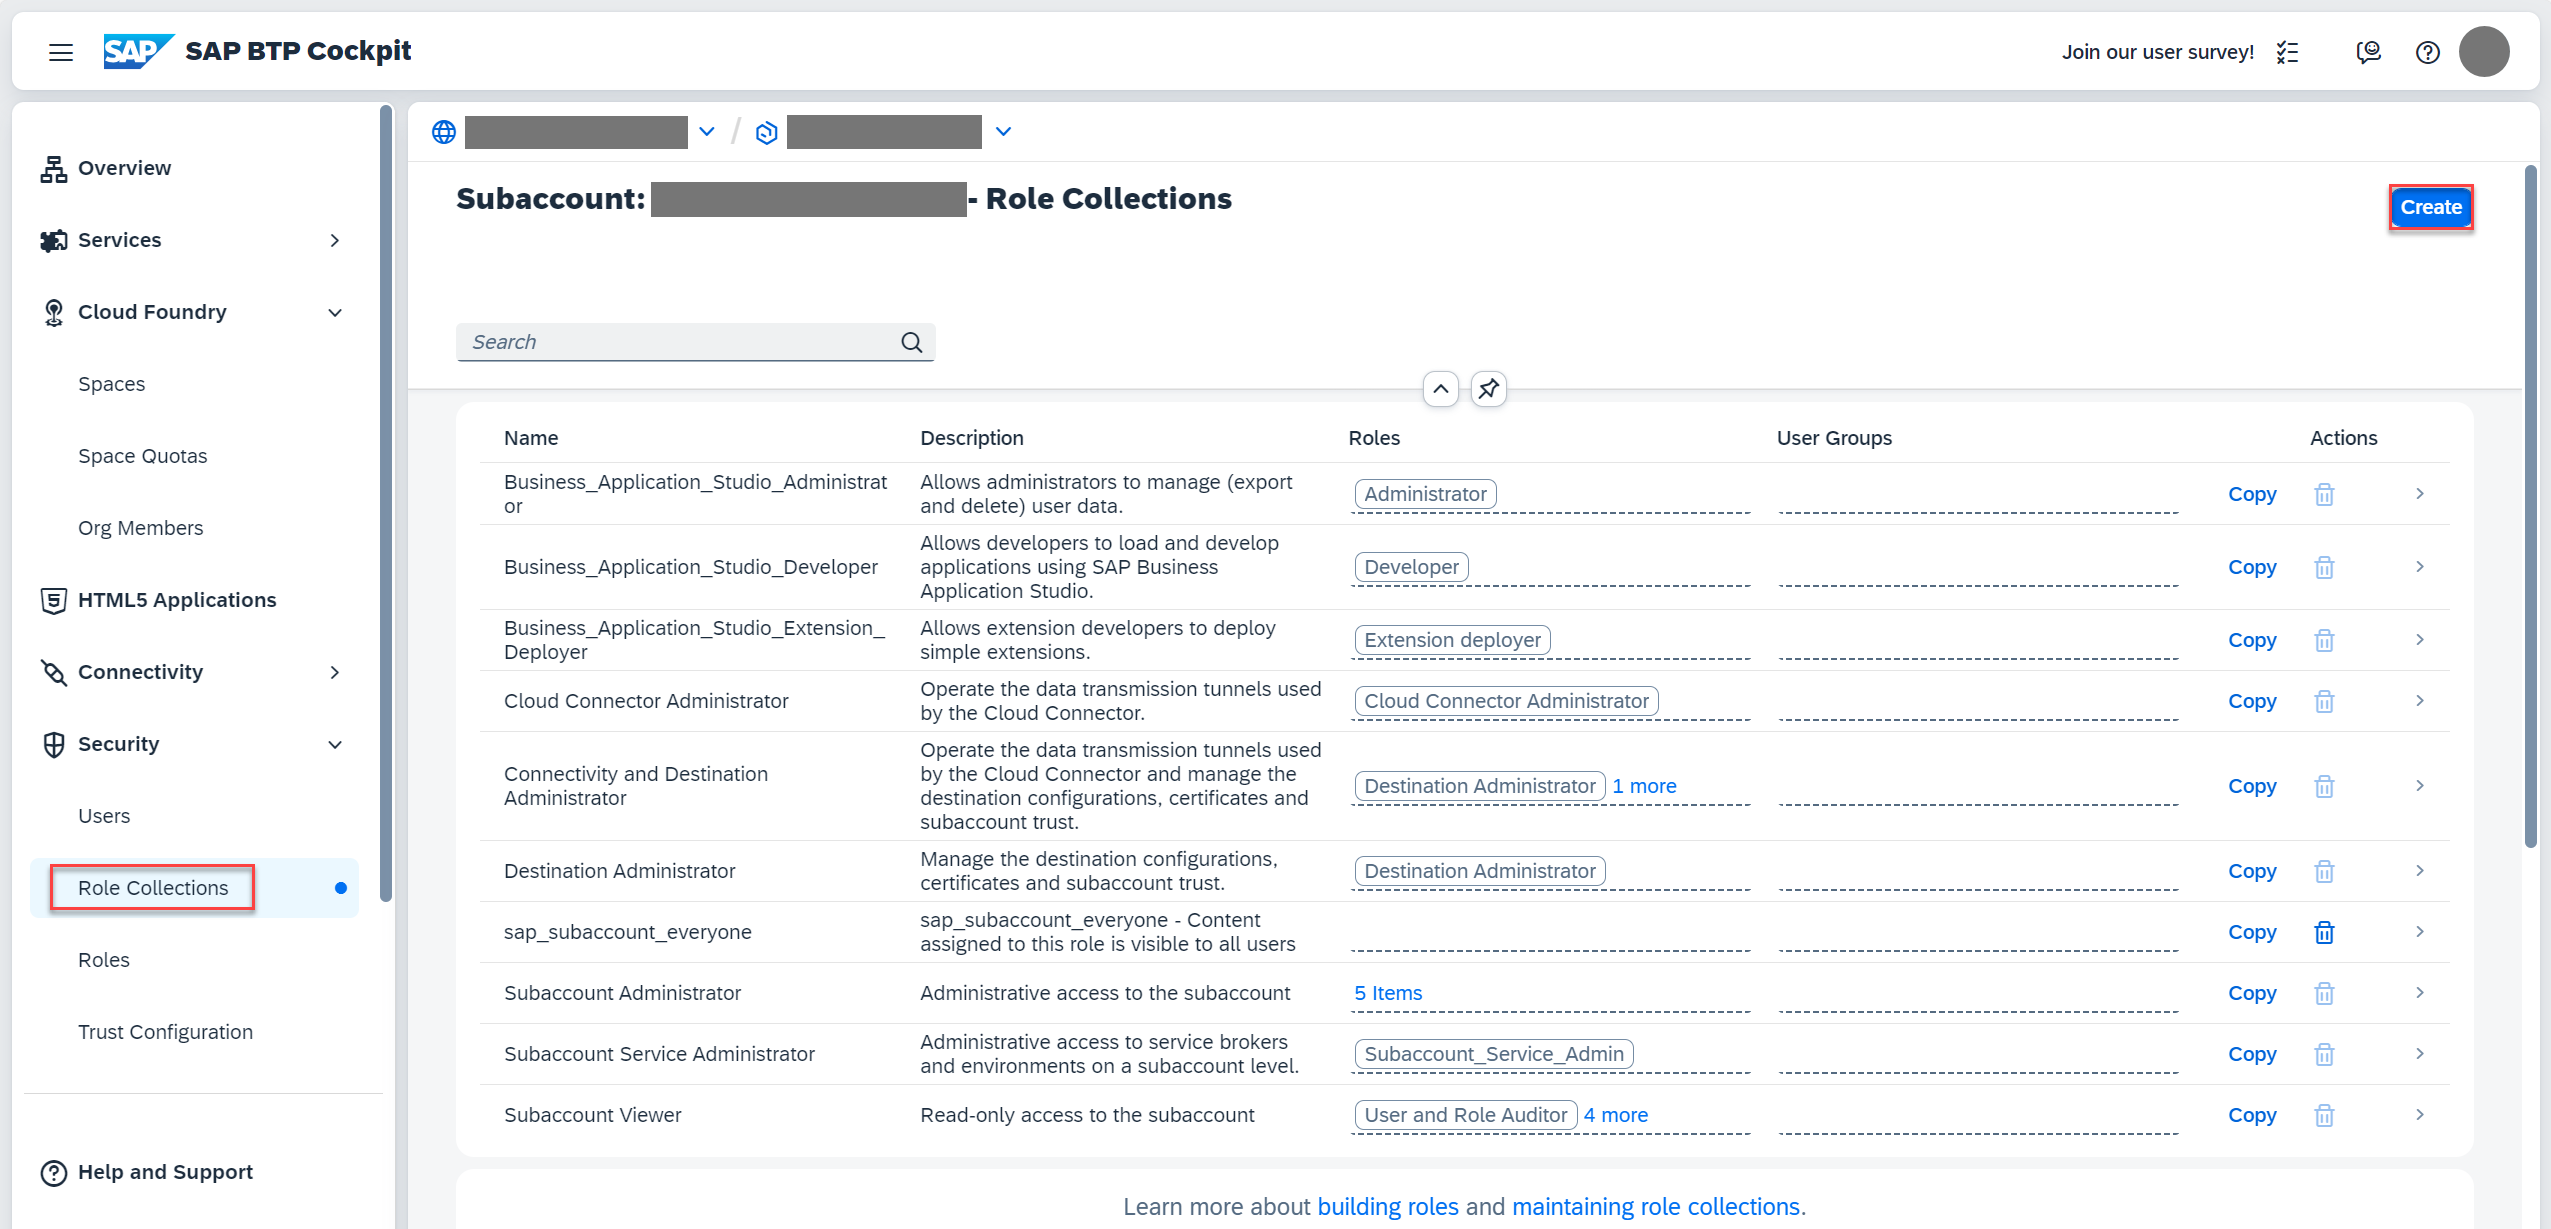 SAP SAP BTP Cockpit
Join our user survey!
Overview
Services
Cloud Foundry
Spaces
Space Quotas
Org Members
HTML5 Applications
Connectivity
Security
Users
Role Collections
Roles
Trust Configuration
Help and Support
/
Subaccount: - Role Collections
Create
Search
Name Description Roles User Groups Actions
Business_Application_Studio_Administrat
or
Allows administrators to manage (export
and delete) user data.
Administrator
Copy
Business_Application_Studio_Developer
Allows developers to load and develop
applications using SAP Business
Application Studio.
Developer
Copy
Business_Application_Studio_Extension_
Deployer
Allows extension developers to deploy
simple extensions.
Extension deployer
Copy
Cloud Connector Administrator
Operate the data transmission tunnels used
by the Cloud Connector.
Cloud Connector Administrator
Copy
Connectivity and Destination
Administrator
Operate the data transmission tunnels used
by the Cloud Connector and manage the
destination configurations, certificates and
subaccount trust.
Destination Administrator 1 more
Copy
Destination Administrator
Manage the destination configurations,
certificates and subaccount trust.
Destination Administrator
Copy
sap_subaccount_everyone
sap_subaccount_everyone - Content
assigned to this role is visible to all users
Copy
Subaccount Administrator
Administrative access to the subaccount
5 Items
Copy
Subaccount Service Administrator
Administrative access to service brokers
and environments on a subaccount level.
Subaccount_Service_Admin
Copy
Subaccount Viewer
Read-only access to the subaccount
User and Role Auditor 4 more
Copy
Learn more about building roles and maintaining role collections.